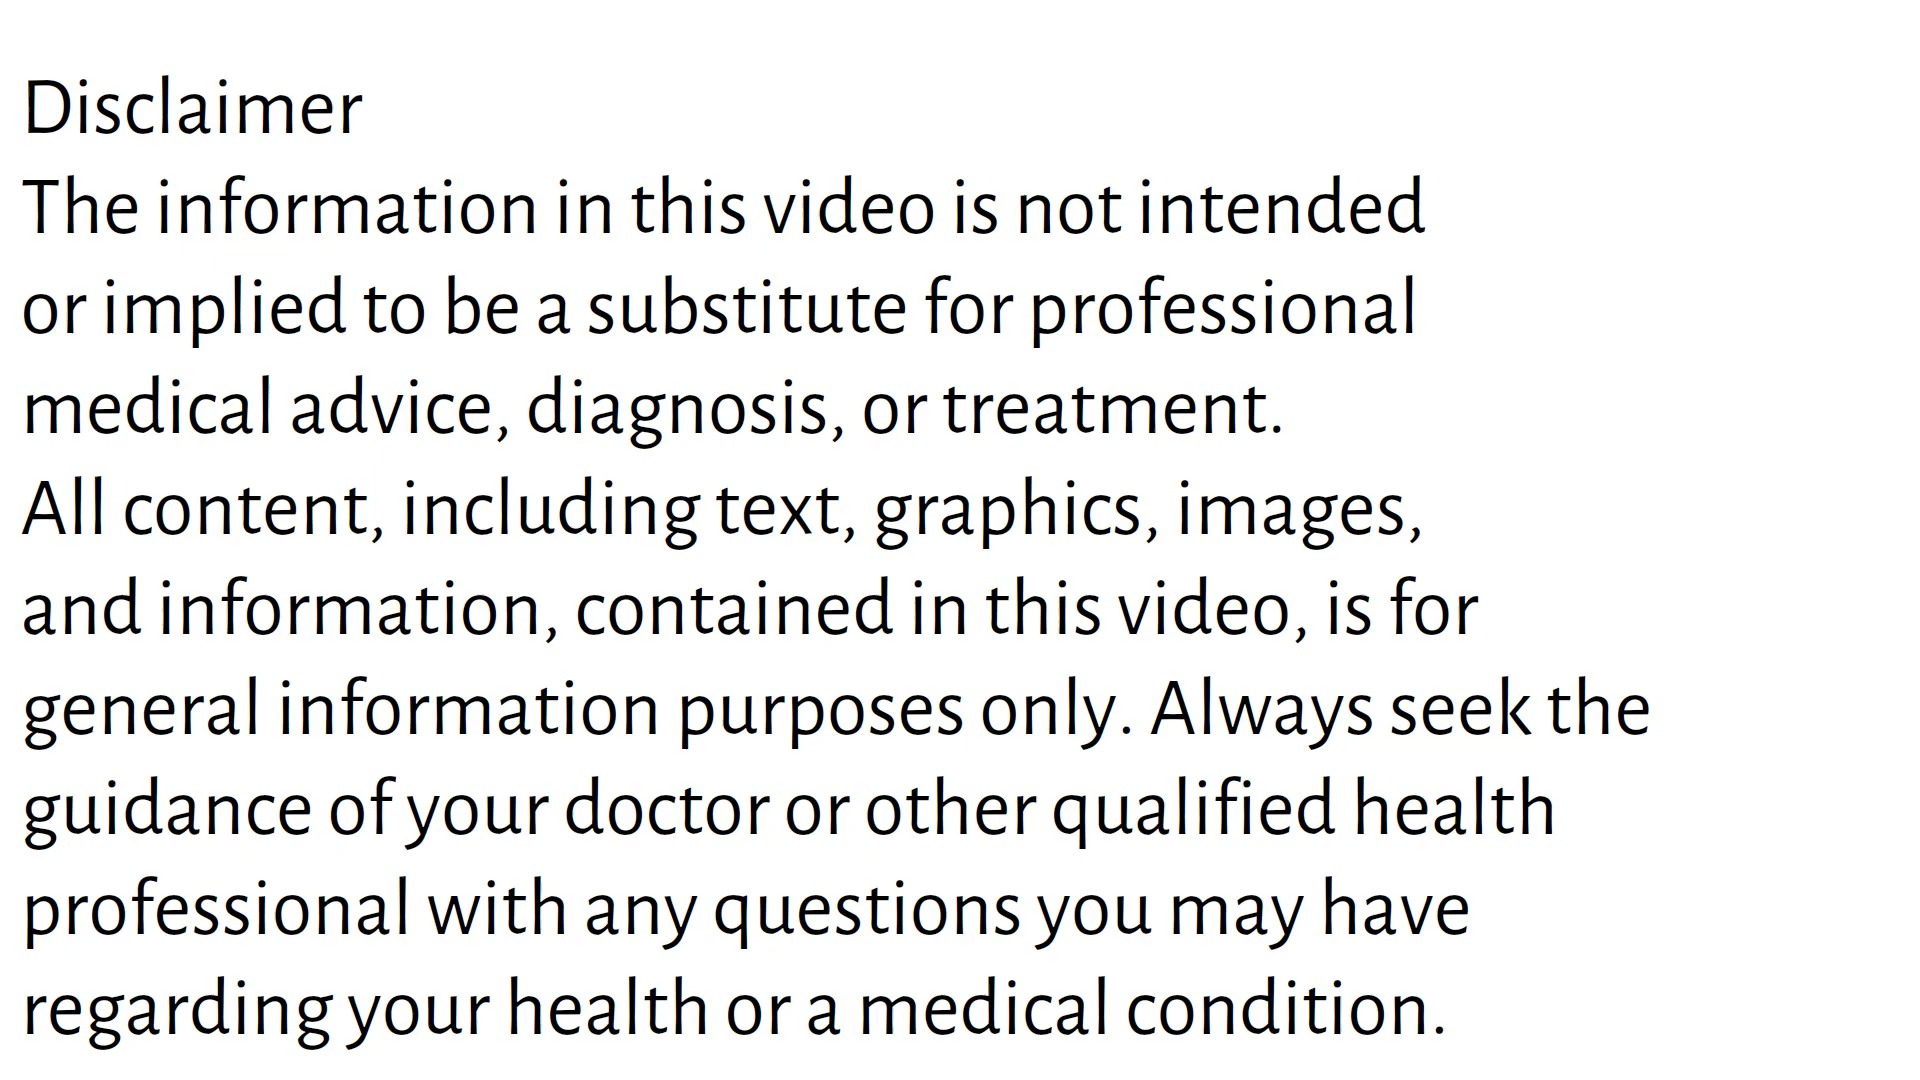 Disclaimer
The information in this video is not intended
or implied to be a substitute for professional
medical advice, diagnosis, or treatment.
All content, including text, graphics, images,
and information, contained in this video, is for
general information purposes only. Always seek the
guidance of your doctor or other qualified health
professional with any questions you may have
regarding your health or a medical condition.